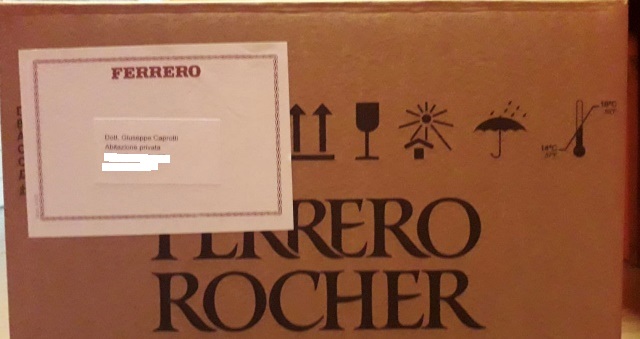 FERRERO
Dott. Giuseppe Caprotti
Abitazione privata
FERRERO
ROCHER